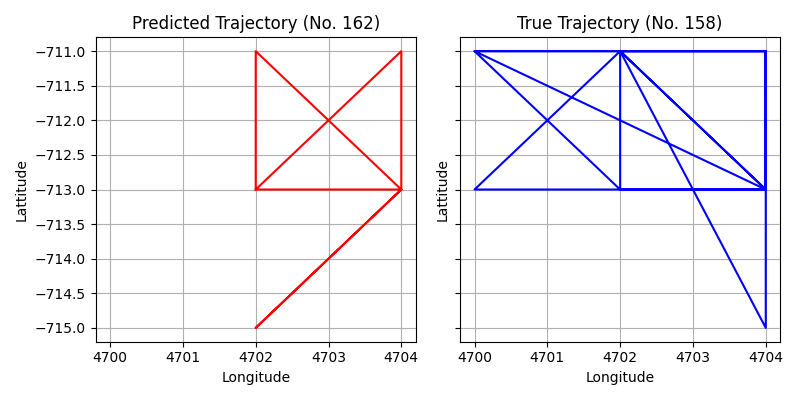 Predicted Trajectory (No. 162)
True Trajectory (No. 158)
−711.0
−711.5
−712.0
−712.5
−713.0
−713.5
−714.0
−714.5
−715.0
Lattitude
Lattitude
4700 4701 4702 4703 4704
4700 4701 4702 4703 4704
Longitude
Longitude